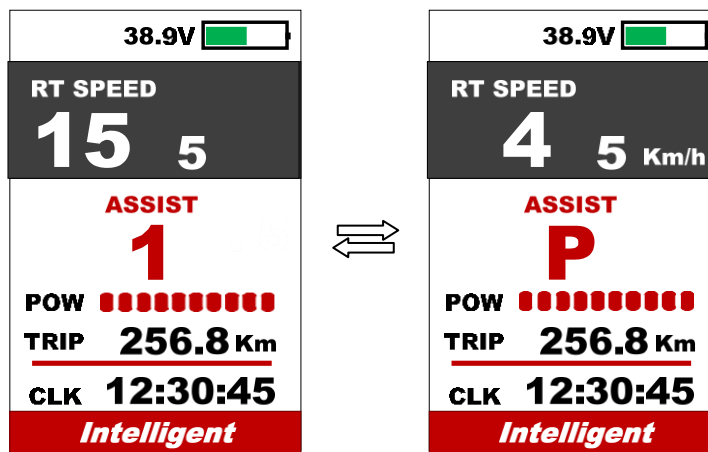 38.9V
RT SPEED
15 5
ASSIST
1
POW
TRIP 256.8 Km
CLK 12:30:45
Intelligent
38.9V
RT SPEED
4 5 Km/h
ASSIST
P
POW
TRIP 256.8 Km
CLK 12:30:45
Intelligent